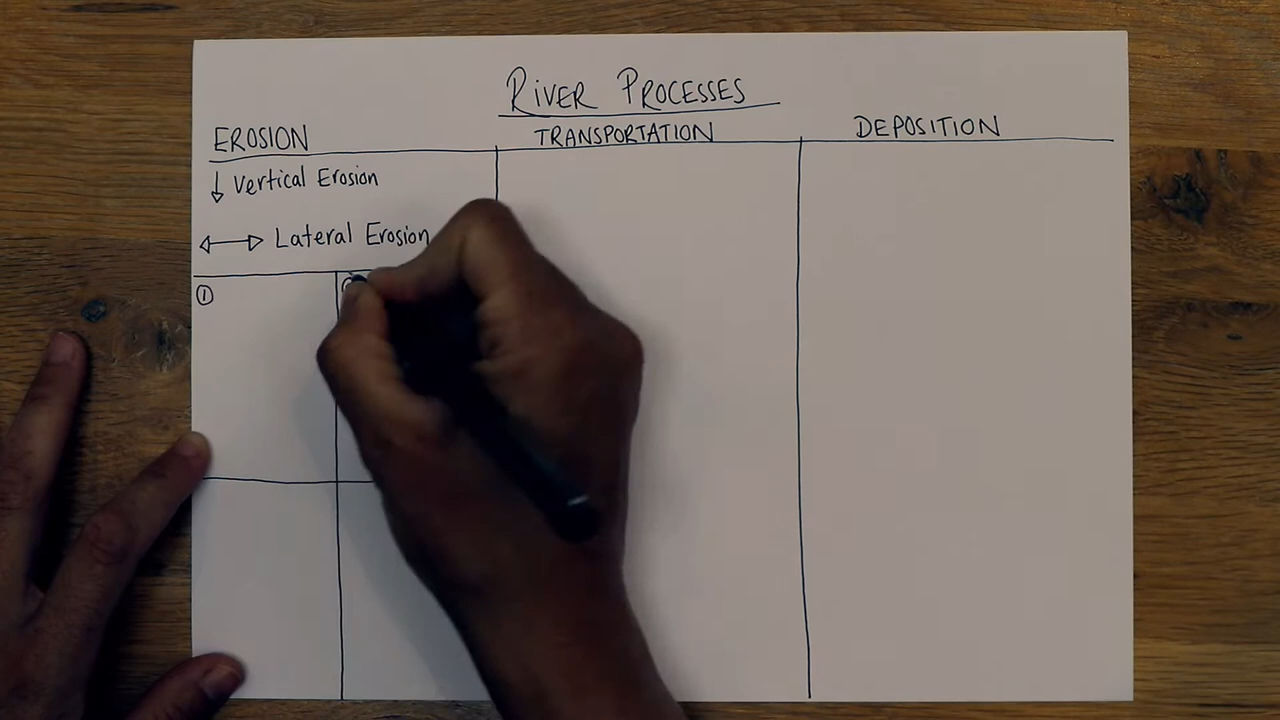 RIVER PROCESSES
EROSION
TRANSPORTATION
DEPOSITION
↓ Vertical Erosion
↔ Lateral Erosion
①